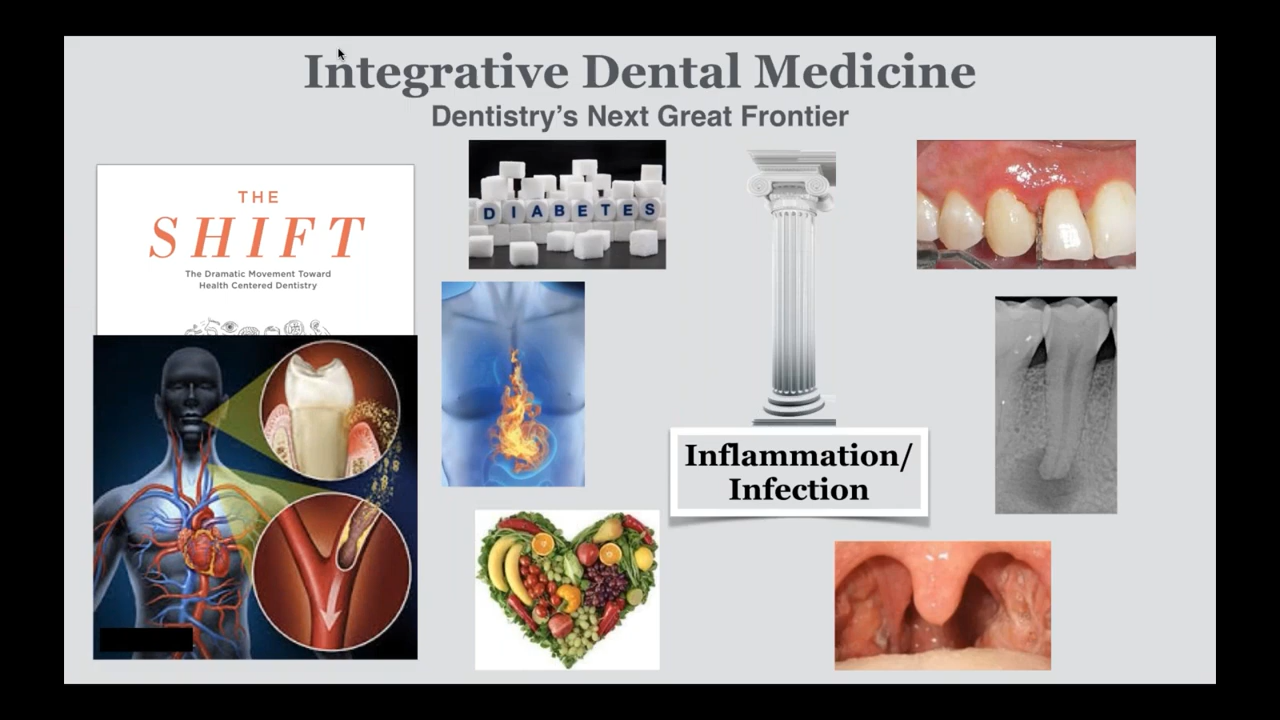 Integrative Dental Medicine
Dentistry's Next Great Frontier
THE
SHIFT
The Dramatic Movement Toward
Health Centered Dentistry
DIABETES
Inflammation/
Infection